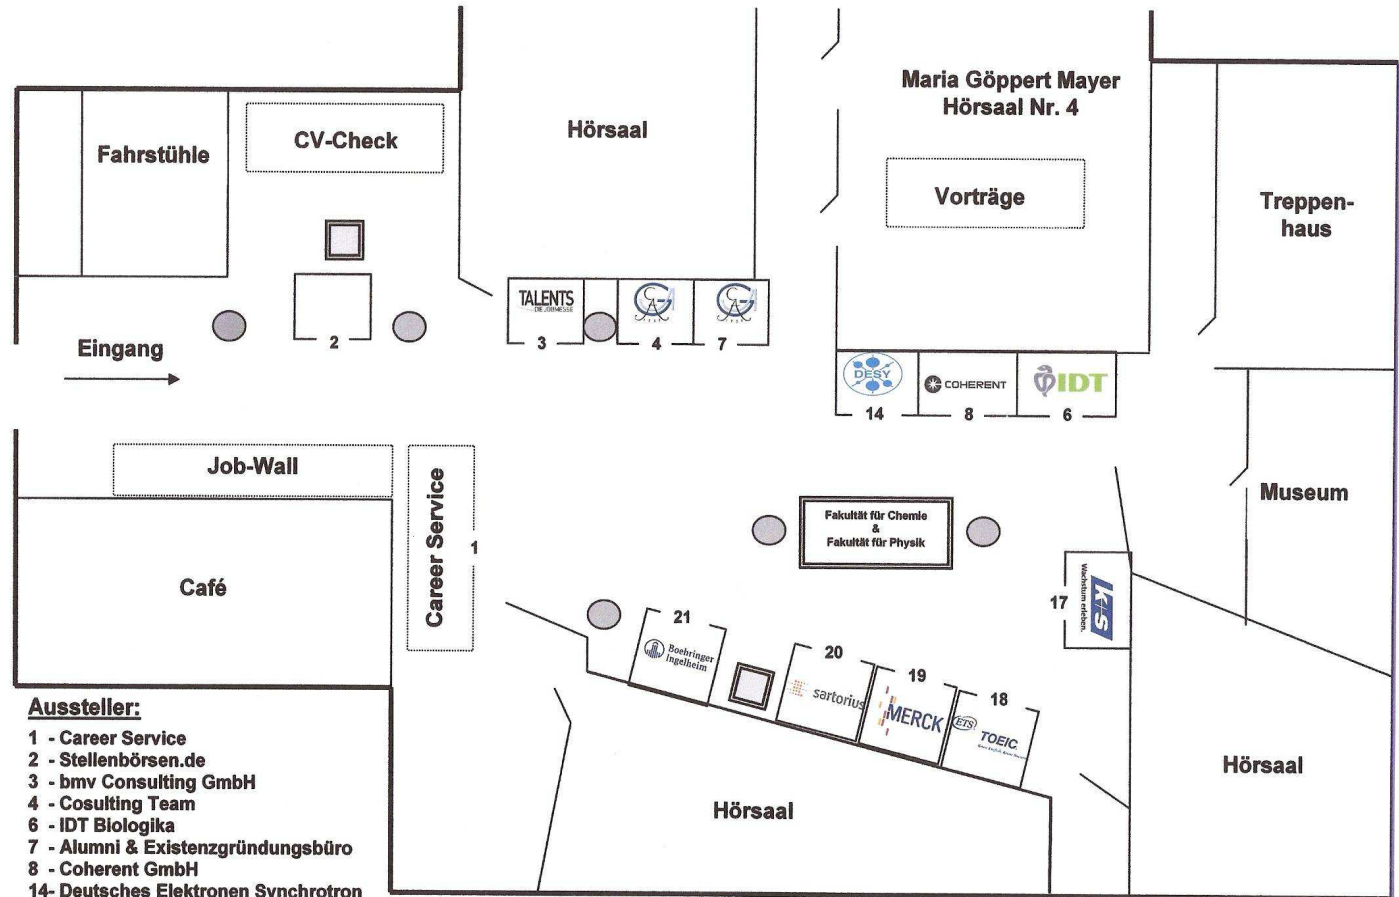 Maria Göppert Mayer
Hörsaal Nr. 4
Hörsaal
CV-Check
Fahrstühle
Vorträge
Treppen-
haus
TALENTS
DIE JOBMESSE
2
3
4
7
Eingang
DESY
COHERENT
IDT
14
8
6
Job-Wall
Career Service
1
Museum
Fakultät für Chemie
&
Fakultät für Physik
Café
17
K+S
Wachstum erleben.
21
Boehringer
Ingelheim
20
sartorius
19
MERCK
18
ETS
TOEIC.
Hörsaal
Hörsaal
Aussteller:
1 - Career Service
2 - Stellenbörsen.de
3 - bmv Consulting GmbH
4 - Cosulting Team
6 - IDT Biologika
7 - Alumni & Existenzgründungsbüro
8 - Coherent GmbH
14- Deutsches Elektronen Synchrotron